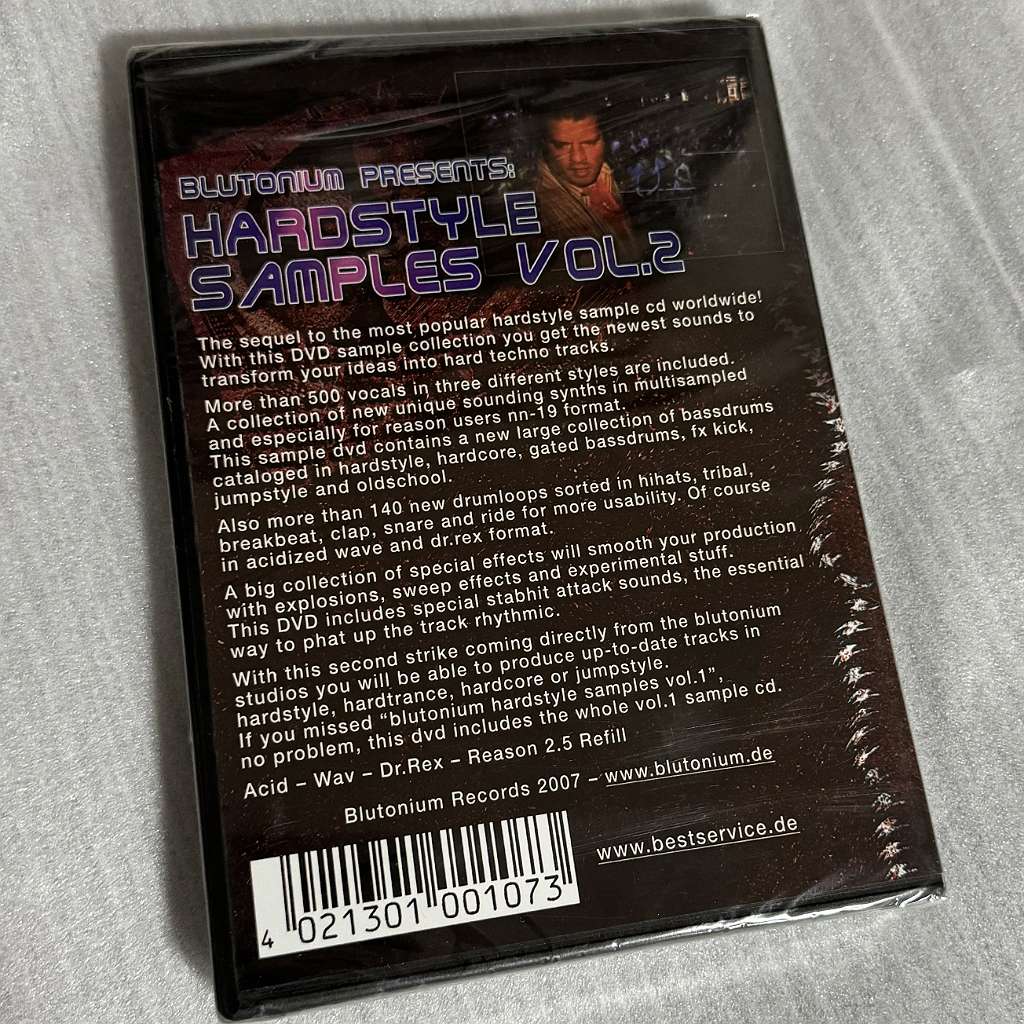 BLUTONIUM PRESENTS:
HARDSTYLE
SAMPLES VOL.2
The sequel to the most popular hardstyle sample cd worldwide!
With this DVD sample collection you get the newest sounds to
transform your ideas into hard techno tracks.
More than 500 vocals in three different styles are included.
A collection of new unique sounding synths in multisampled
and especially for reason users nn-19 format.
This sample dvd contains a new large collection of bassdrums
cataloged in hardstyle, hardcore, gated bassdrums, fx kick,
jumpstyle and oldschool.
Also more than 140 new drumloops sorted in hihats, tribal,
breakbeat, clap, snare and ride for more usability. Of course
in acidized wave and dr.rex format.
A big collection of special effects will smooth your production
with explosions, sweep effects and experimental stuff.
This DVD includes special stabhit attack sounds, the essential
way to phat up the track rhythmic.
With this second strike coming directly from the blutonium
studios you will be able to produce up-to-date tracks in
hardstyle, hardtrance, hardcore or jumpstyle.
If you missed "blutonium hardstyle samples vol.1",
no problem, this dvd includes the whole vol.1 sample cd.
Acid – Wav – Dr.Rex – Reason 2.5 Refill
Blutonium Records 2007 – www.blutonium.de
www.bestservice.de
4 021301 001073